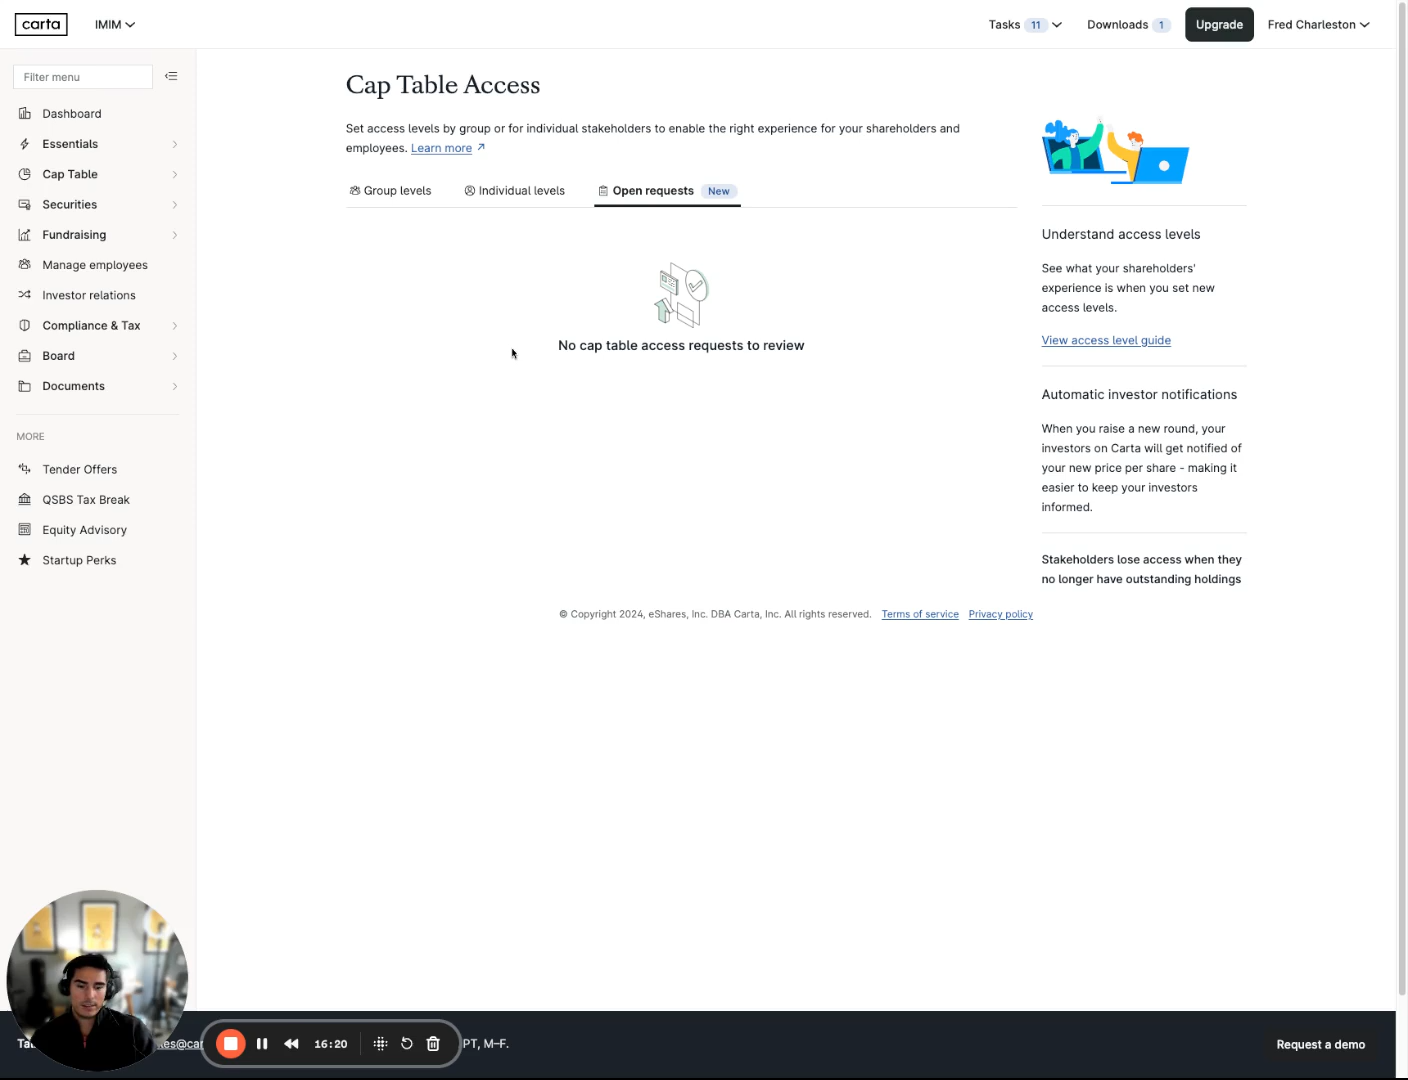 carta
IMIM
Tasks 11
Downloads 1
Upgrade
Fred Charleston
Filter menu
Dashboard
Essentials
Cap Table
Securities
Fundraising
Manage employees
Investor relations
Compliance & Tax
Board
Documents
MORE
Tender Offers
QSBS Tax Break
Equity Advisory
Startup Perks
Cap Table Access
Set access levels by group or for individual stakeholders to enable the right experience for your shareholders and
employees. Learn more
Group levels
Individual levels
Open requests New
No cap table access requests to review
Understand access levels
See what your shareholders'
experience is when you set new
access levels.
View access level guide
Automatic investor notifications
When you raise a new round, your
investors on Carta will get notified of
your new price per share - making it
easier to keep your investors
informed.
Stakeholders lose access when they
no longer have outstanding holdings
© Copyright 2024, eShares, Inc. DBA Carta, Inc. All rights reserved. Terms of service Privacy policy
16:20
PT, M–F.
Request a demo